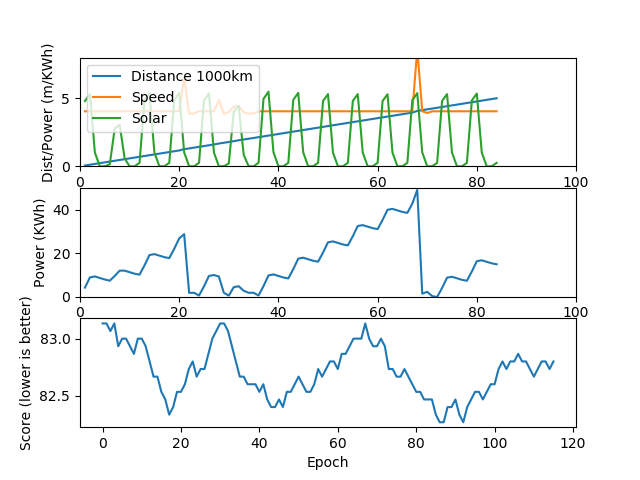 Dist/Power (m/KWh)
5
0
Distance 1000km
Speed
Solar
0 20 40 60 80 100
Power (KWh)
40
20
0
0 20 40 60 80 100
Score (lower is better)
83.0
82.5
0 20 40 60 80 100 120
Epoch